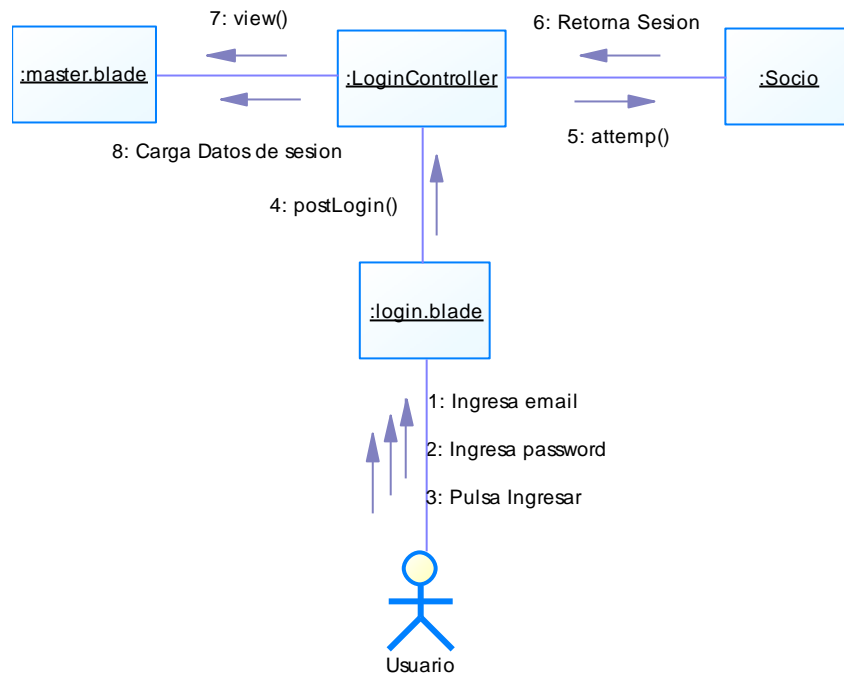 7: view()
6: Retorna Sesion
:master.blade
:LoginController
:Socio
8: Carga Datos de sesion
5: attemp()
4: postLogin()
:login.blade
1: Ingresa email
2: Ingresa password
3: Pulsa Ingresar
Usuario